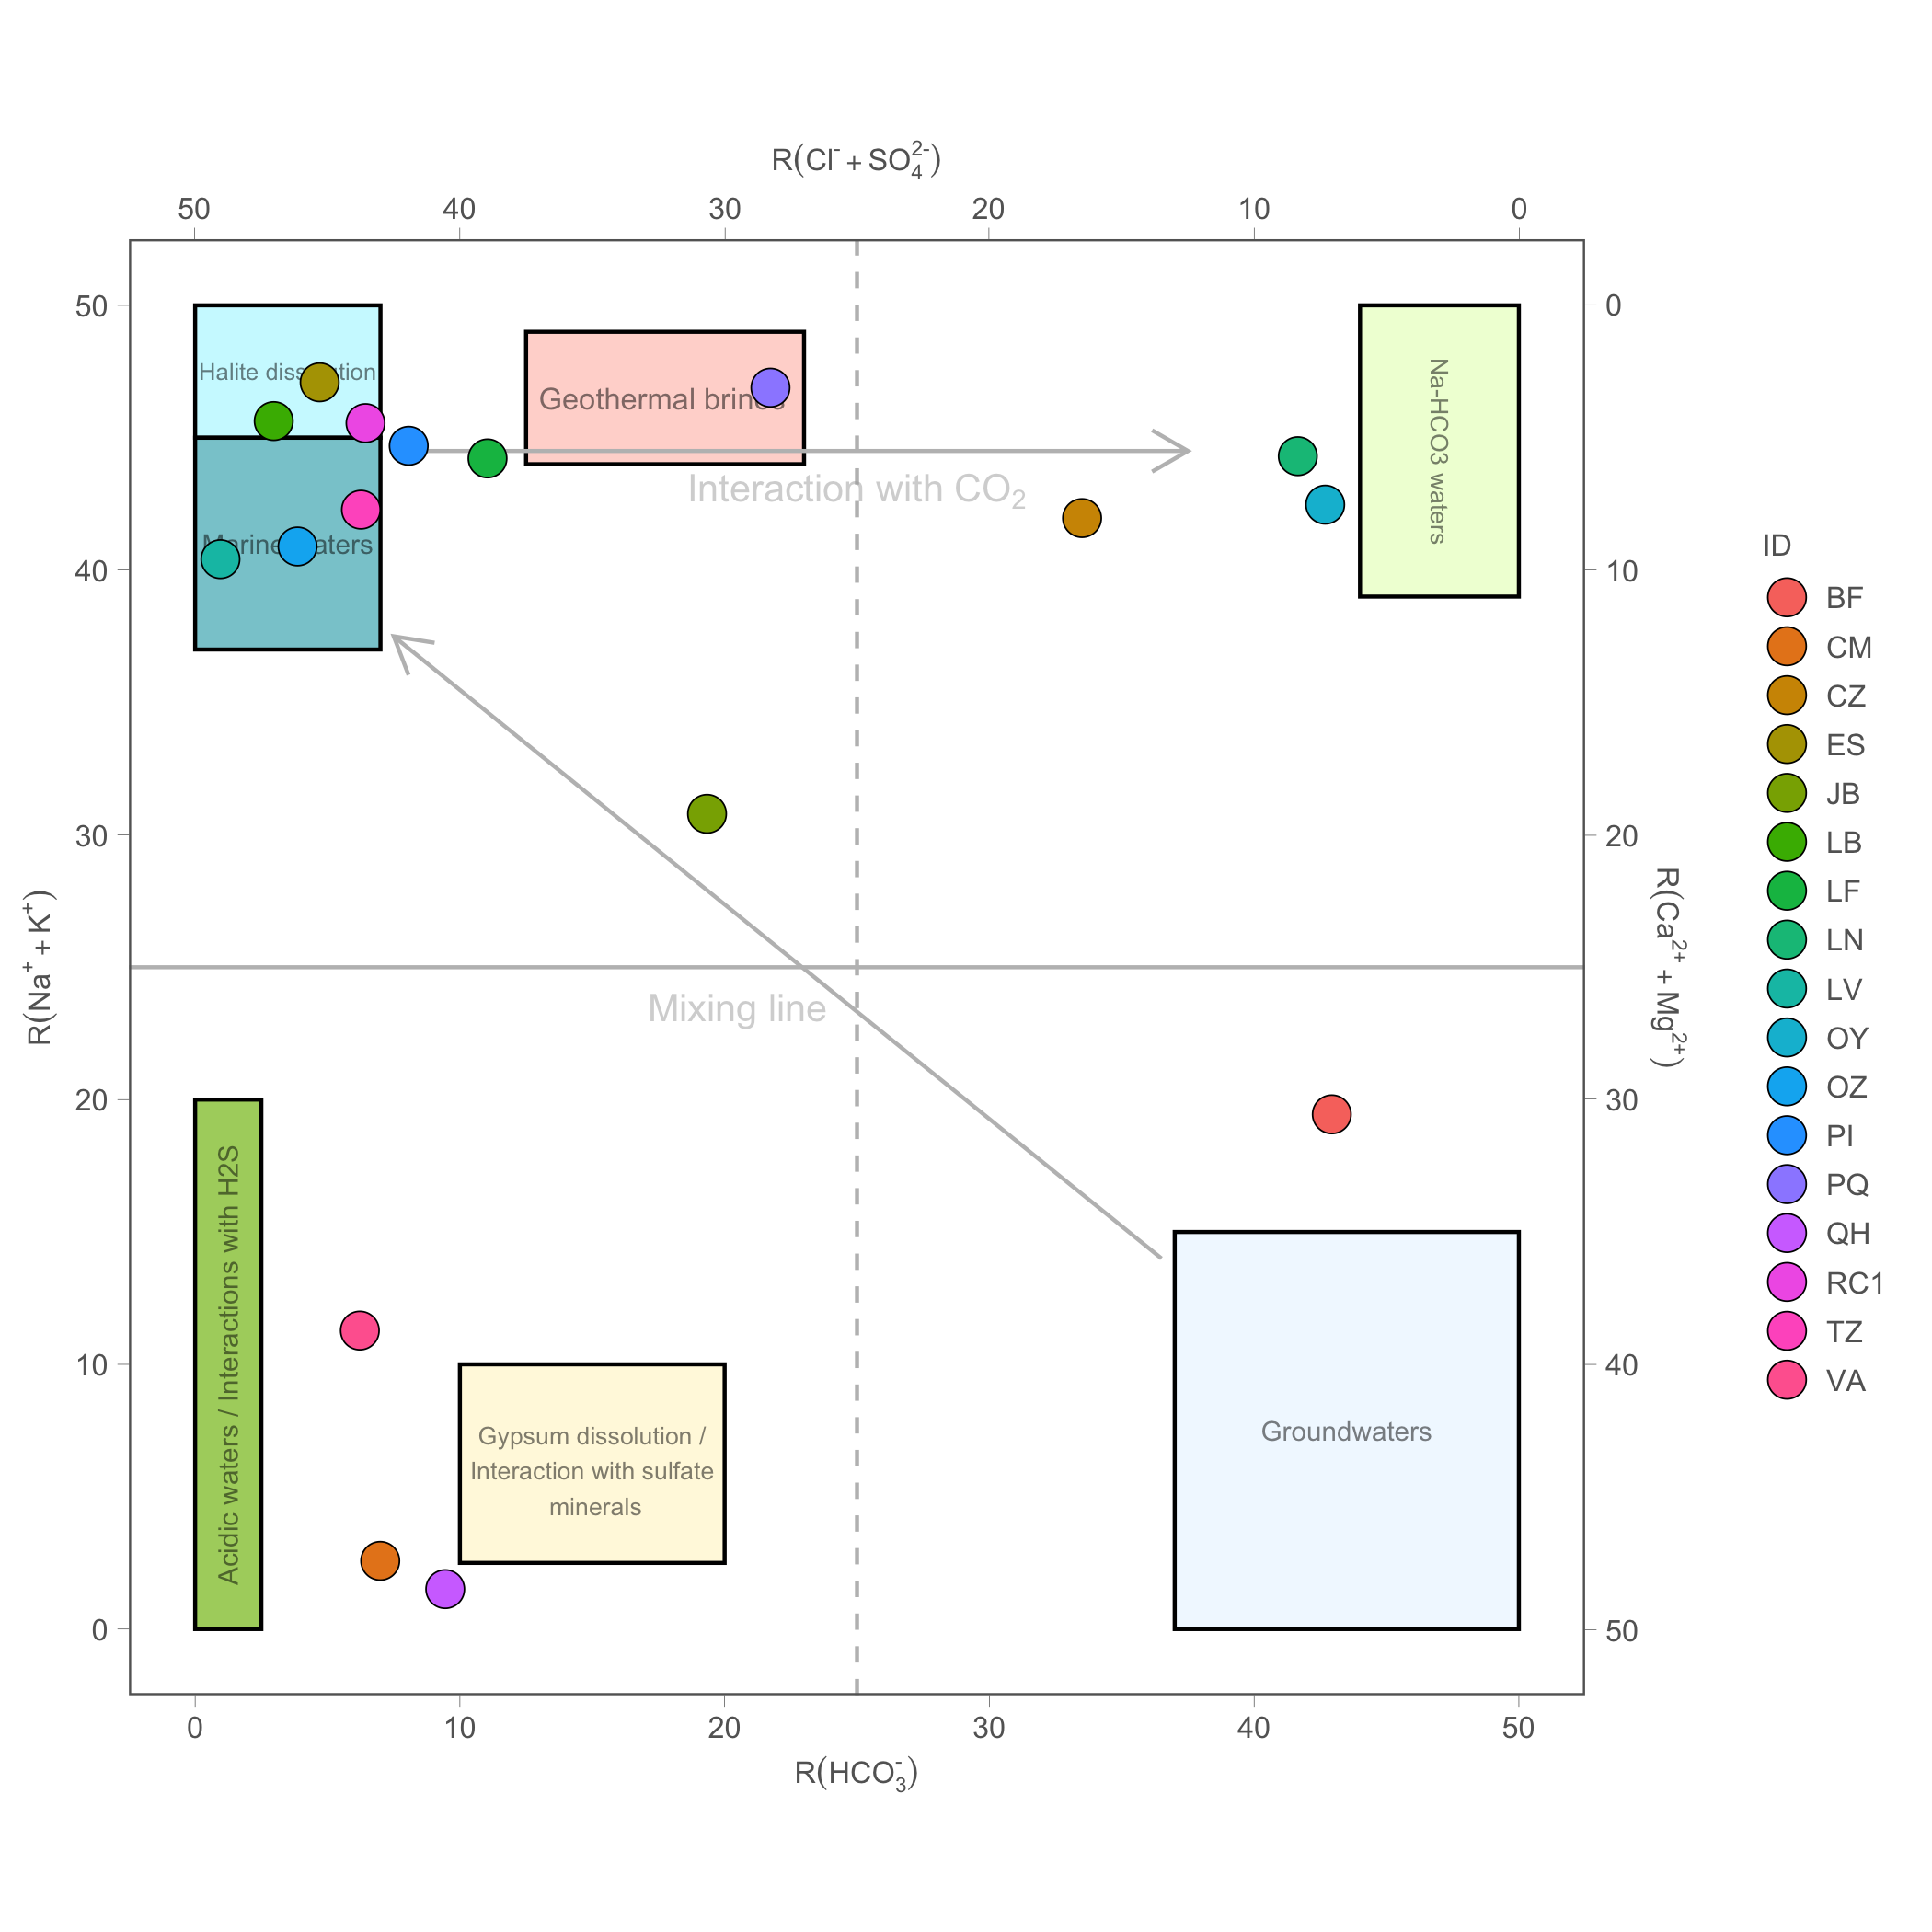 R(Cl⁻ + SO₄²⁻)
50 40 30 20 10 0
50 40 30 20 10 0
R(Na⁺ + K⁺)
Halite dissolution
Geothermal brines
Na-HCO3 waters
Interaction with CO₂
Marine waters
Mixing line
Acidic waters / Interactions with H2S
Gypsum dissolution /
Interaction with sulfate
minerals
Groundwaters
0 10 20 30 40 50
R(Ca²⁺ + Mg²⁺)
0 10 20 30 40 50
R(HCO₃⁻)
ID
BF
CM
CZ
ES
JB
LB
LF
LN
LV
OY
OZ
PI
PQ
QH
RC1
TZ
VA